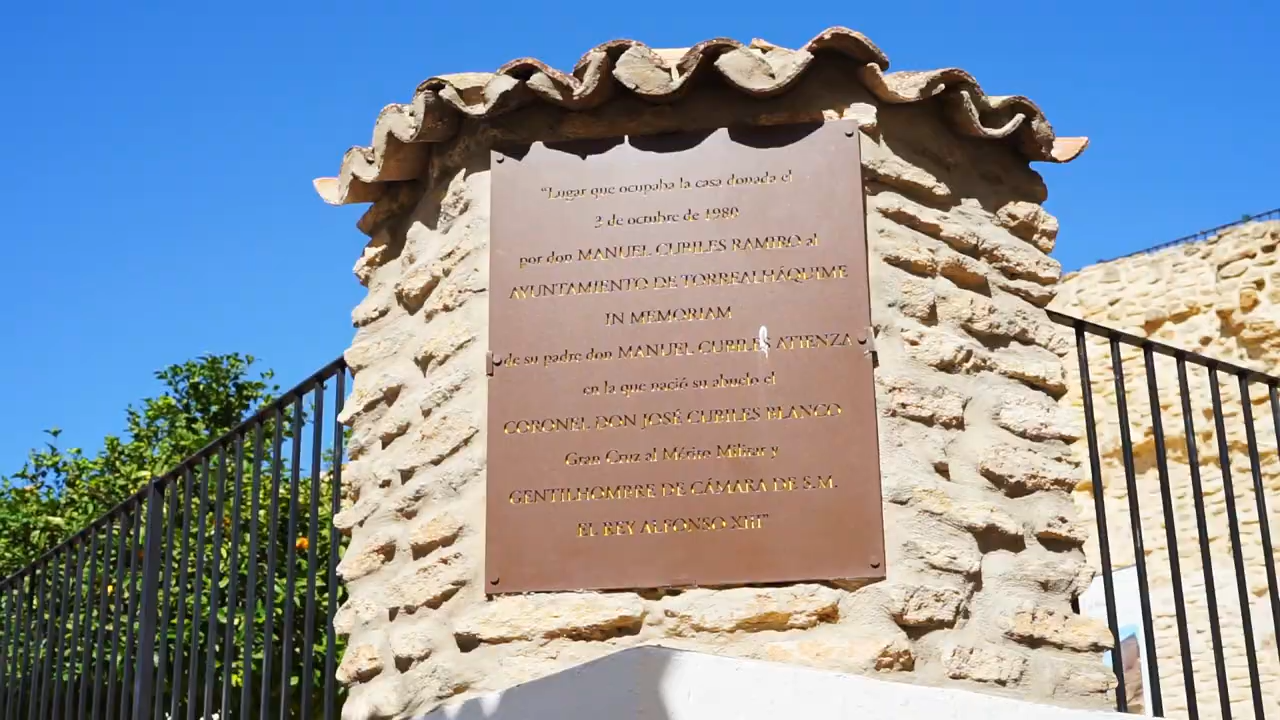 "Lugar que ocupaba la casa donada el
2 de octubre de 1980
por don MANUEL CUBILES RAMIRO al
AYUNTAMIENTO DE TORREALHÁQUIME
IN MEMORIAM
de su padre don MANUEL CUBILES ATIENZA
en la que nació su abuelo el
CORONEL DON JOSÉ CUBILES BLANCO
Gran Cruz al Mérito Militar y
GENTILHOMBRE DE CÁMARA DE S.M.
EL REY ALFONSO XIII"